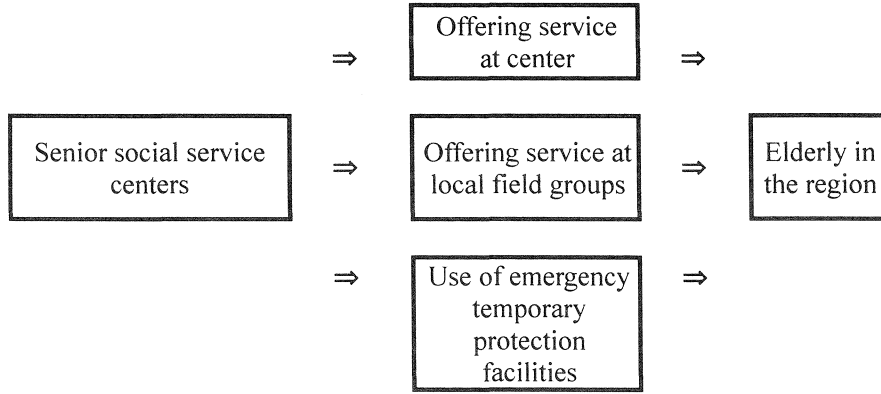 Offering service
at center
⇒ ⇒
Senior social service
centers
⇒
Offering service at
local field groups
⇒
Elderly in
the region
⇒
Use of emergency
temporary
protection
facilities
⇒